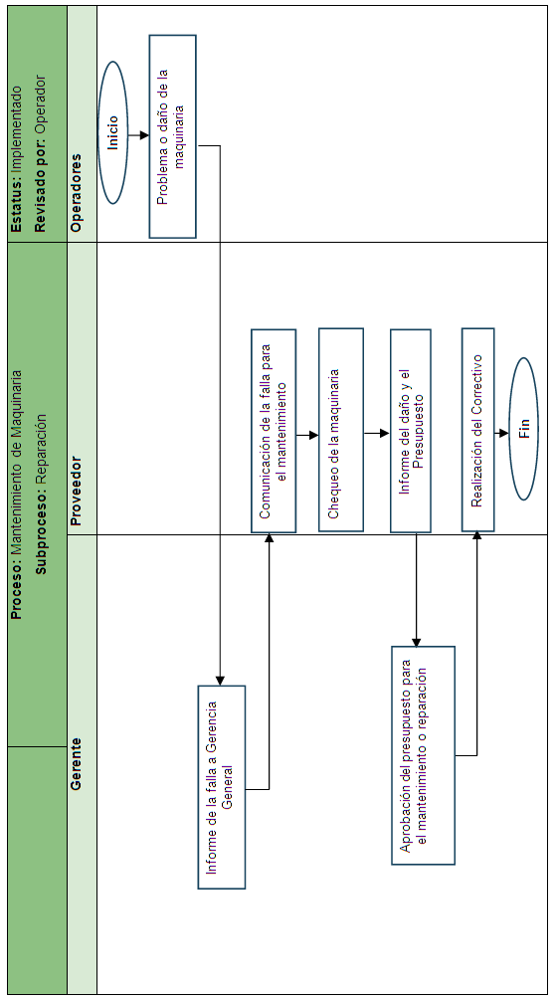 Proceso: Mantenimiento de Maquinaria
Subproceso: Reparación
Estatus: Implementado
Revisado por: Operador
Gerente
Proveedor
Operadores
Inicio
Problema o daño de la
maquinaria
Informe de la falla a Gerencia
General
Comunicación de la falla para
el mantenimiento
Chequeo de la maquinaria
Informe del daño y el
Presupuesto
Aprobación del presupuesto para
el mantenimiento o reparación
Realización del Correctivo
Fin